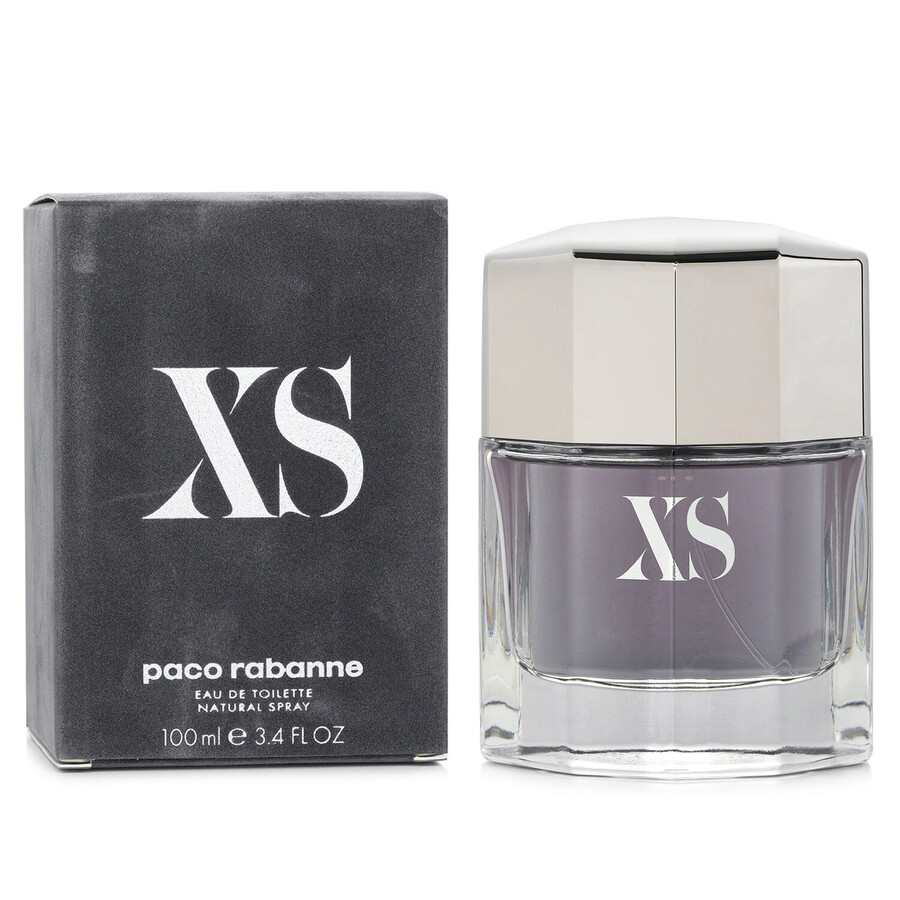 XS
paco rabanne
EAU DE TOILETTE
NATURAL SPRAY
100 ml e 3.4 FL OZ
XS